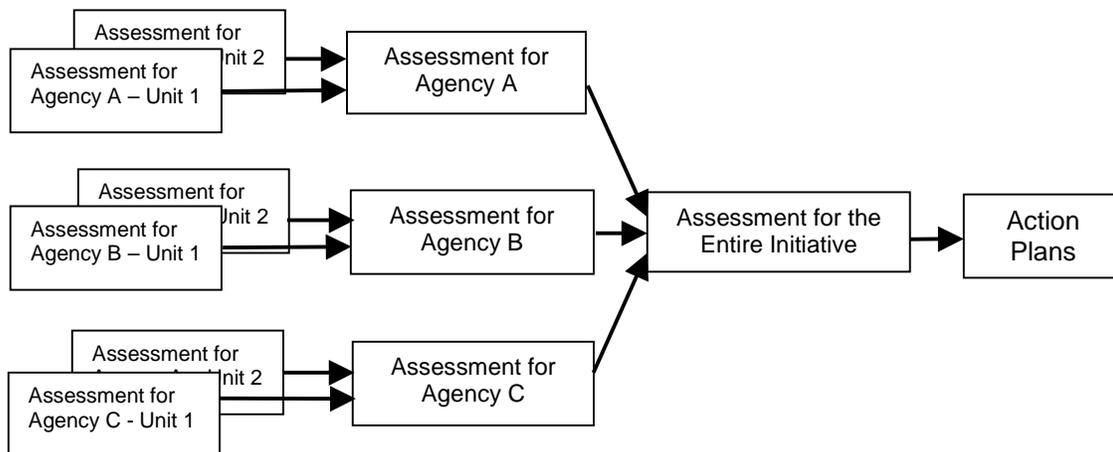 Assessment for
Unit 2
Assessment for
Agency A – Unit 1
Assessment for
Agency A
Assessment for
Unit 2
Assessment for
Agency B – Unit 1
Assessment for
Agency B
Assessment for the
Entire Initiative
Action
Plans
Assessment for
Unit 2
Assessment for
Agency C - Unit 1
Assessment for
Agency C